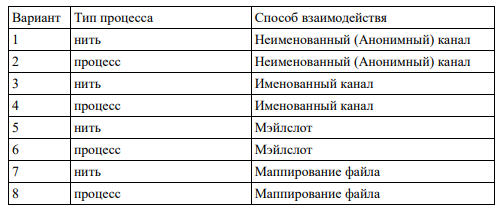 Вариант Тип процесса Способ взаимодействия
1 нить Неименованный (Анонимный) канал
2 процесс Неименованный (Анонимный) канал
3 нить Именованный канал
4 процесс Именованный канал
5 нить Мэйлслот
6 процесс Мэйлслот
7 нить Маппирование файла
8 процесс Маппирование файла